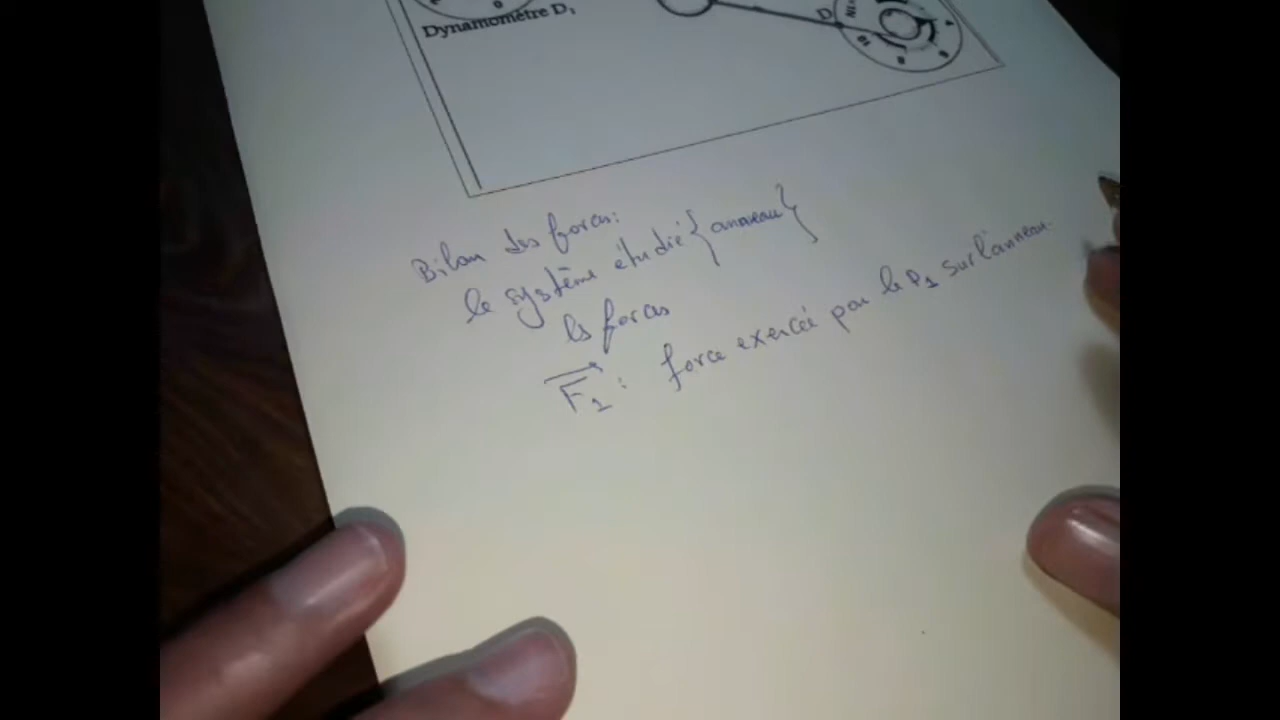 Dynamomètre D₁
D
Bilan des forces:
le système étudié {anneau}
les forces
F₁ : force exercée par le D₁ sur l'anneau.